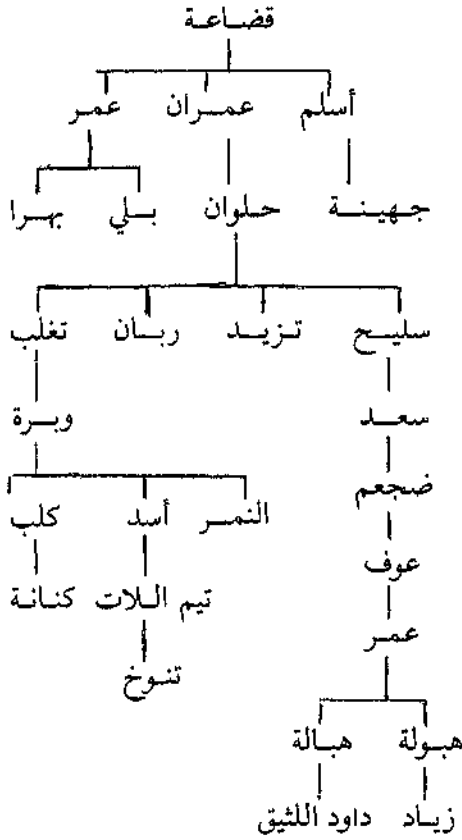 قضاعة
أسلم عمران عمر
جهينة حلوان بلي بهرا
سليح تزيد ربان تغلب
سعد وبرة
ضجعم النمر أسد كلب
عوف تيم اللات كنانة
عمر تنوخ
هبولة هبالة
زياد داود اللثيق